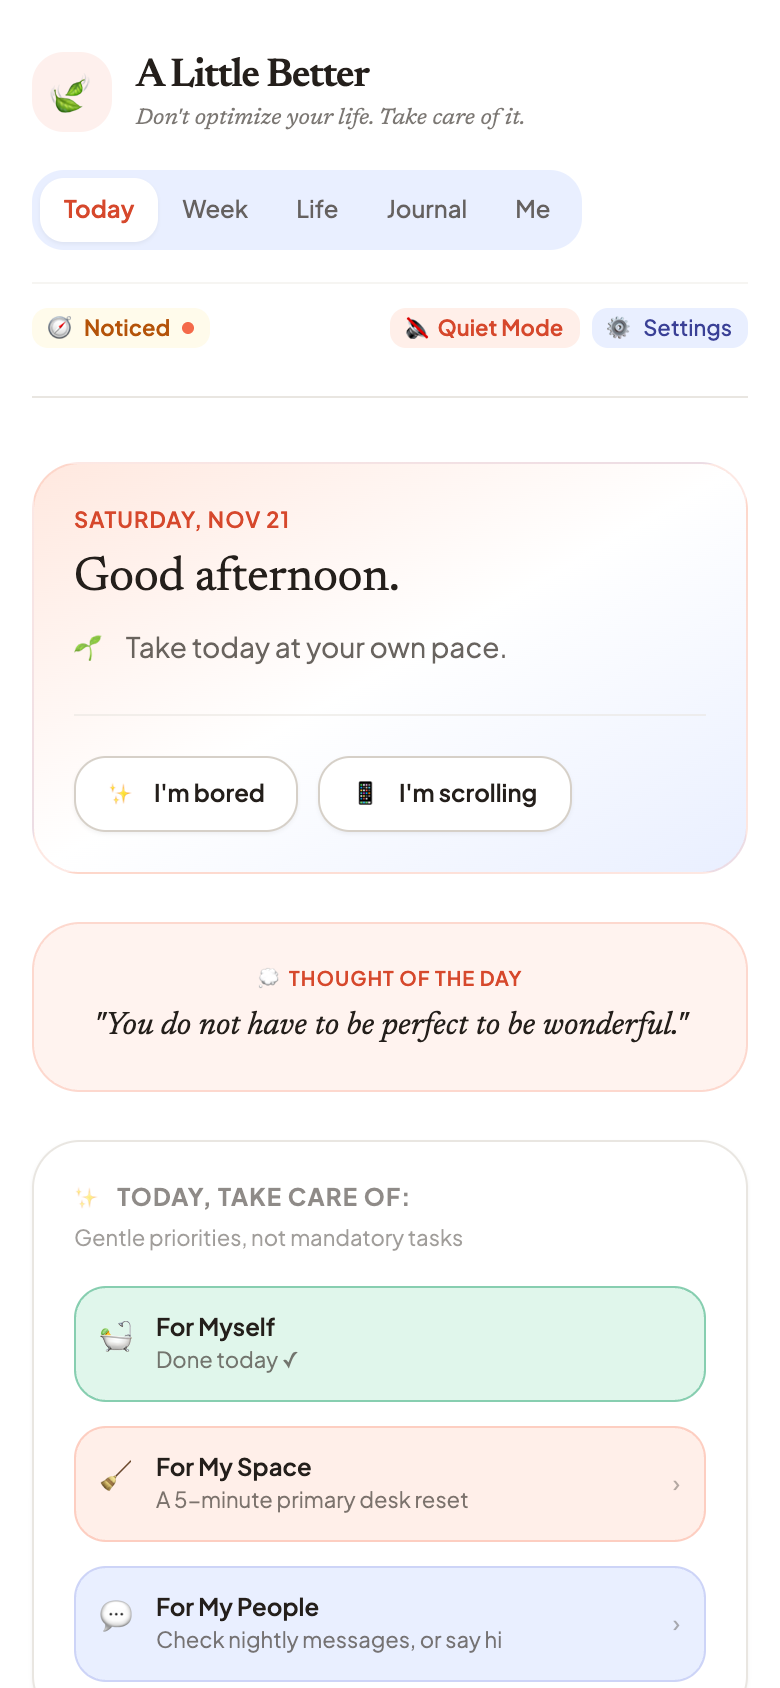 A Little Better
Don't optimize your life. Take care of it.
Today Week Life Journal Me
Noticed Quiet Mode Settings
SATURDAY, NOV 21
Good afternoon.
Take today at your own pace.
I'm bored I'm scrolling
THOUGHT OF THE DAY
"You do not have to be perfect to be wonderful."
TODAY, TAKE CARE OF:
Gentle priorities, not mandatory tasks
For Myself
Done today ✓
For My Space
A 5–minute primary desk reset
For My People
Check nightly messages, or say hi